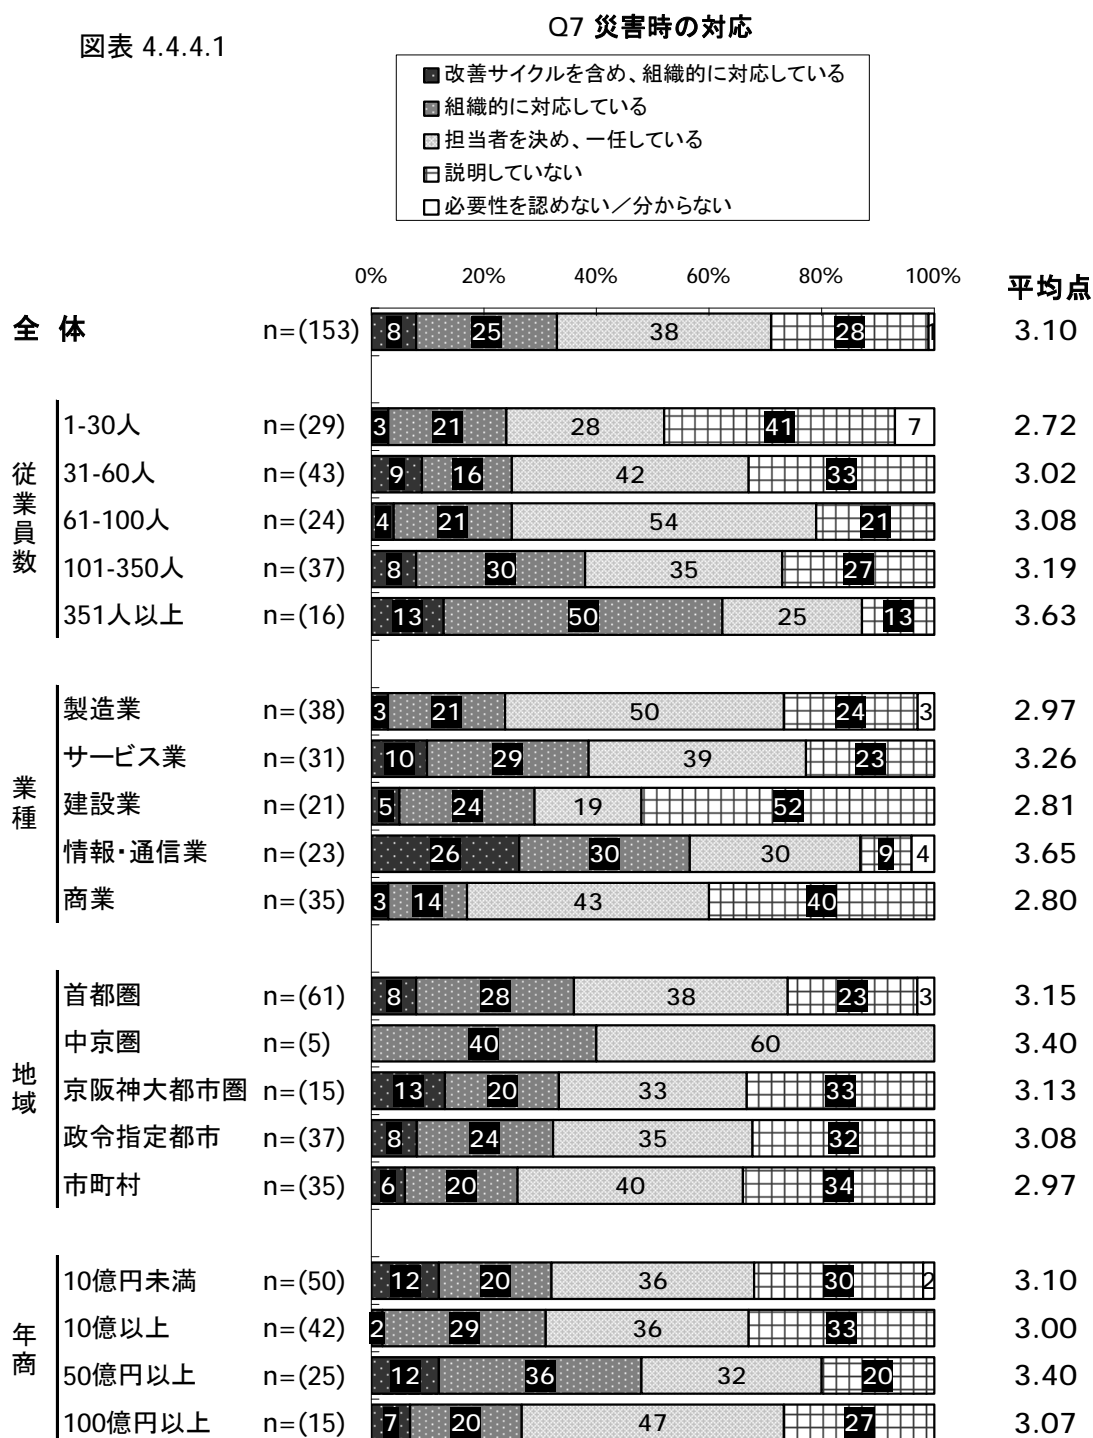 図表 4.4.4.1
Q7 災害時の対応
改善サイクルを含め、組織的に対応している
組織的に対応している
担当者を決め、一任している
説明していない
必要性を認めない／分からない
0% 20% 40% 60% 80% 100% 平均点
全 体 n=(153) 8 25 38 28 1 3.10
従業員数
1-30人 n=(29) 3 21 28 41 7 2.72
31-60人 n=(43) 9 16 42 33 3.02
61-100人 n=(24) 4 21 54 21 3.08
101-350人 n=(37) 8 30 35 27 3.19
351人以上 n=(16) 13 50 25 13 3.63
業種
製造業 n=(38) 3 21 50 24 3 2.97
サービス業 n=(31) 10 29 39 23 3.26
建設業 n=(21) 5 24 19 52 2.81
情報・通信業 n=(23) 26 30 30 9 4 3.65
商業 n=(35) 3 14 43 40 2.80
地域
首都圏 n=(61) 8 28 38 23 3 3.15
中京圏 n=(5) 40 60 3.40
京阪神大都市圏 n=(15) 13 20 33 33 3.13
政令指定都市 n=(37) 8 24 35 32 3.08
市町村 n=(35) 6 20 40 34 2.97
年商
10億円未満 n=(50) 12 20 36 30 2 3.10
10億以上 n=(42) 2 29 36 33 3.00
50億円以上 n=(25) 12 36 32 20 3.40
100億円以上 n=(15) 7 20 47 27 3.07